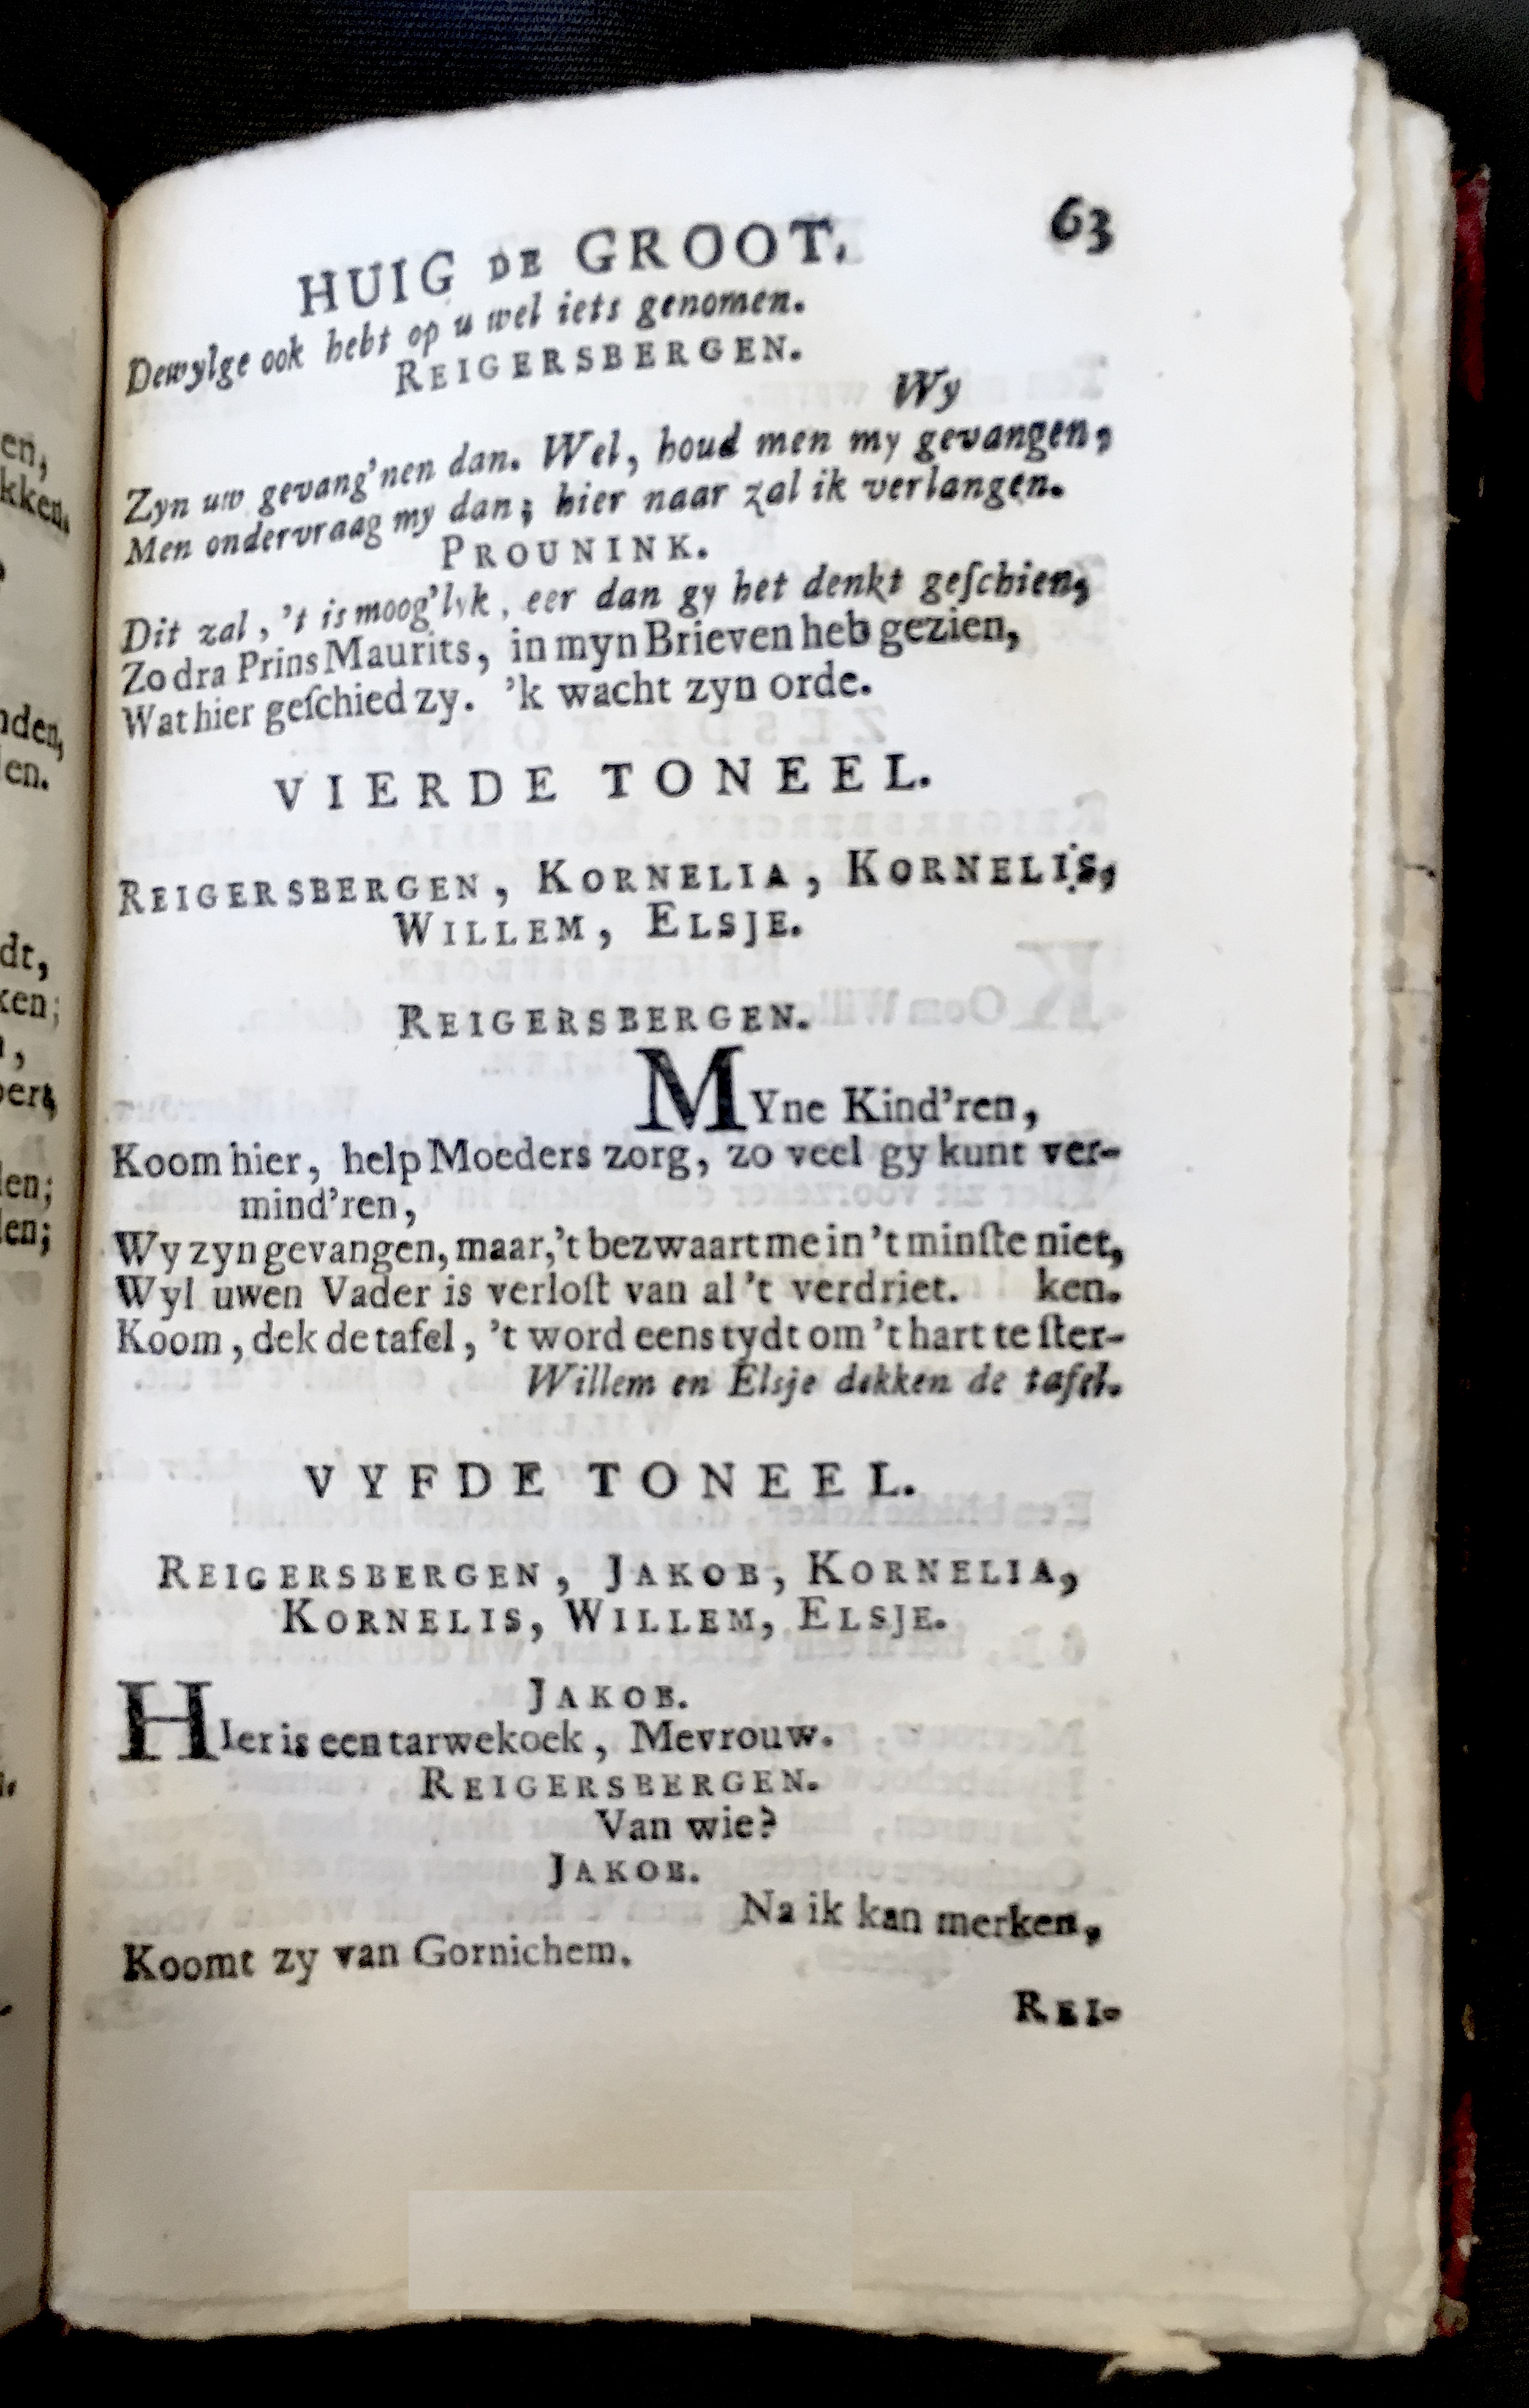 HUIG DE GROOT. 63
Dewylge ook hebt op u wel iets genomen.
REIGERSBERGEN.
Wy
Zyn uw gevang'nen dan. Wel, houd men my gevangen,
Men ondervraag my dan; hier naar zal ik verlangen.
PROUNINK.
Dit zal, 't is moog'lyk, eer dan gy het denkt geſchien,
Zo dra Prins Maurits, in myn Brieven heb gezien,
Wat hier geſchied zy. 'k wacht zyn orde.
VIERDE TONEEL.
REIGERSBERGEN, KORNELIA, KORNELIS,
WILLEM, ELSJE.
REIGERSBERGEN.
MYne Kind'ren,
Koom hier, help Moeders zorg, zo veel gy kunt ver-
mind'ren,
Wy zyn gevangen, maar,'t bezwaart me in 't minſte niet,
Wyl uwen Vader is verloſt van al 't verdriet. ken.
Koom, dek de tafel, 't word eens tydt om 't hart te ſter-
Willem en Elsje dekken de tafel.
VYFDE TONEEL.
REIGERSBERGEN, JAKOB, KORNELIA,
KORNELIS, WILLEM, ELSJE.
JAKOB.
HIer is een tarwekoek, Mevrouw.
REIGERSBERGEN.
Van wie?
JAKOB.
Na ik kan merken,
Koomt zy van Gornichem.
REI-